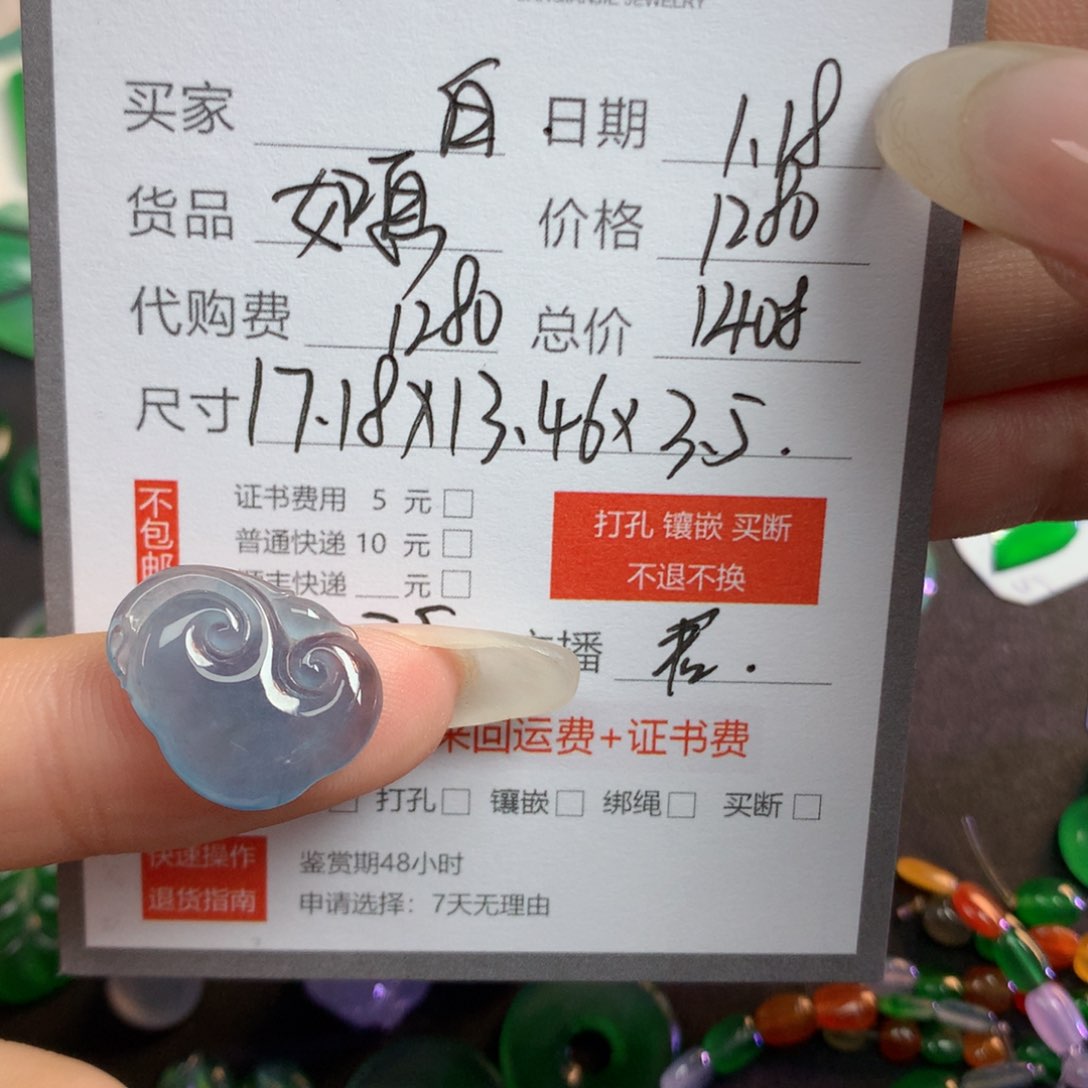 买家 自 日期 1.18
货品 如意 价格 1280
代购费 1280 总价 1408
尺寸 17.18x13.46x3.5.
不包邮
证书费用 5 元
普通快递 10 元
顺丰快递 元
打孔 镶嵌 买断
不退不换
播
回运费+证书费
打孔 镶嵌 绑绳 买断
快速操作
退货指南
鉴赏期48小时
申请选择：7天无理由